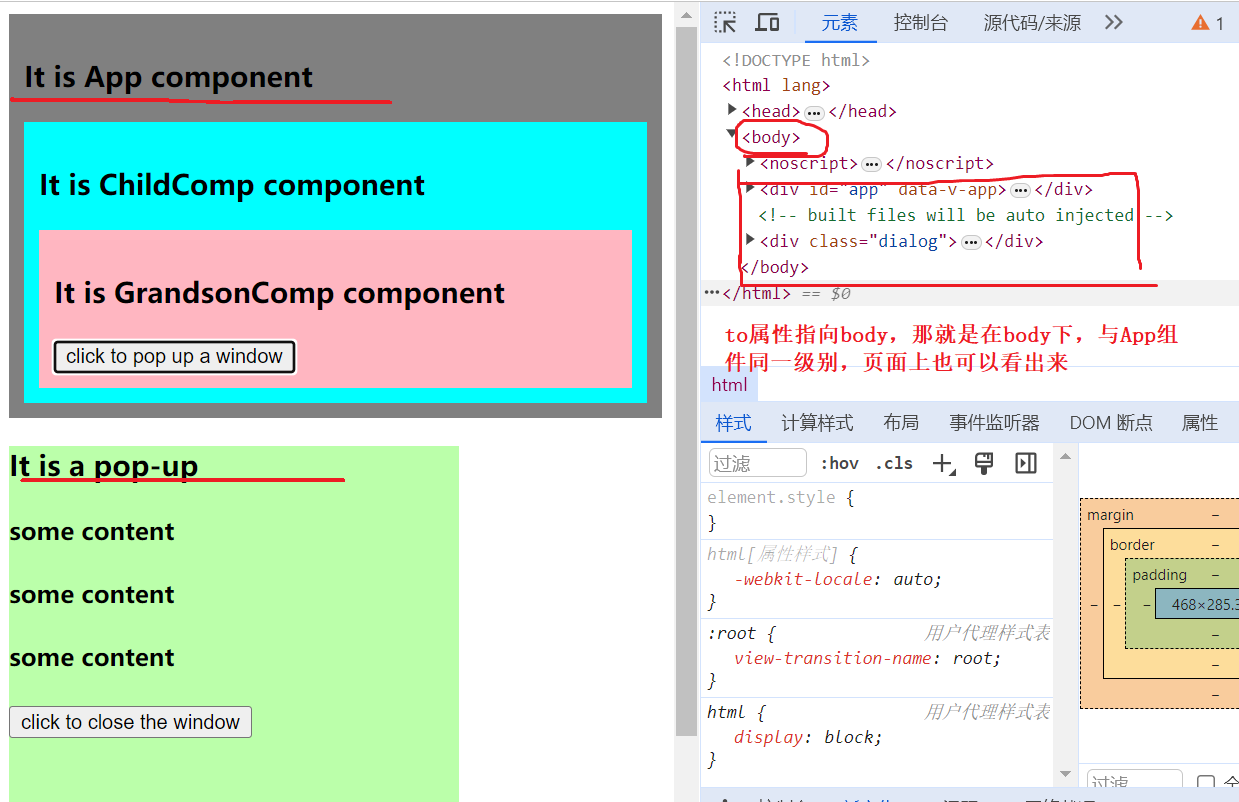 It is App component
It is ChildComp component
It is GrandsonComp component
click to pop up a window
It is a pop-up
some content
some content
some content
click to close the window
元素 控制台 源代码/来源 1
<!DOCTYPE html>
<html lang>
<head> ••• </head>
<body>
<noscript> ••• </noscript>
<div id="app" data-v-app> ••• </div>
<!-- built files will be auto injected -->
<div class="dialog"> ••• </div>
</body>
••• </html> == $0
to属性指向body，那就是在body下，与App组
件同一级别，页面上也可以看出来
html
样式 计算样式 布局 事件监听器 DOM 断点 属性
过滤 :hov .cls
element.style {
}
html[属性样式] {
-webkit-locale: auto;
}
:root { 用户代理样式表
view-transition-name: root;
}
html { 用户代理样式表
display: block;
}
margin –
border –
padding –
– – – 468×285.3
–
–
–
过滤